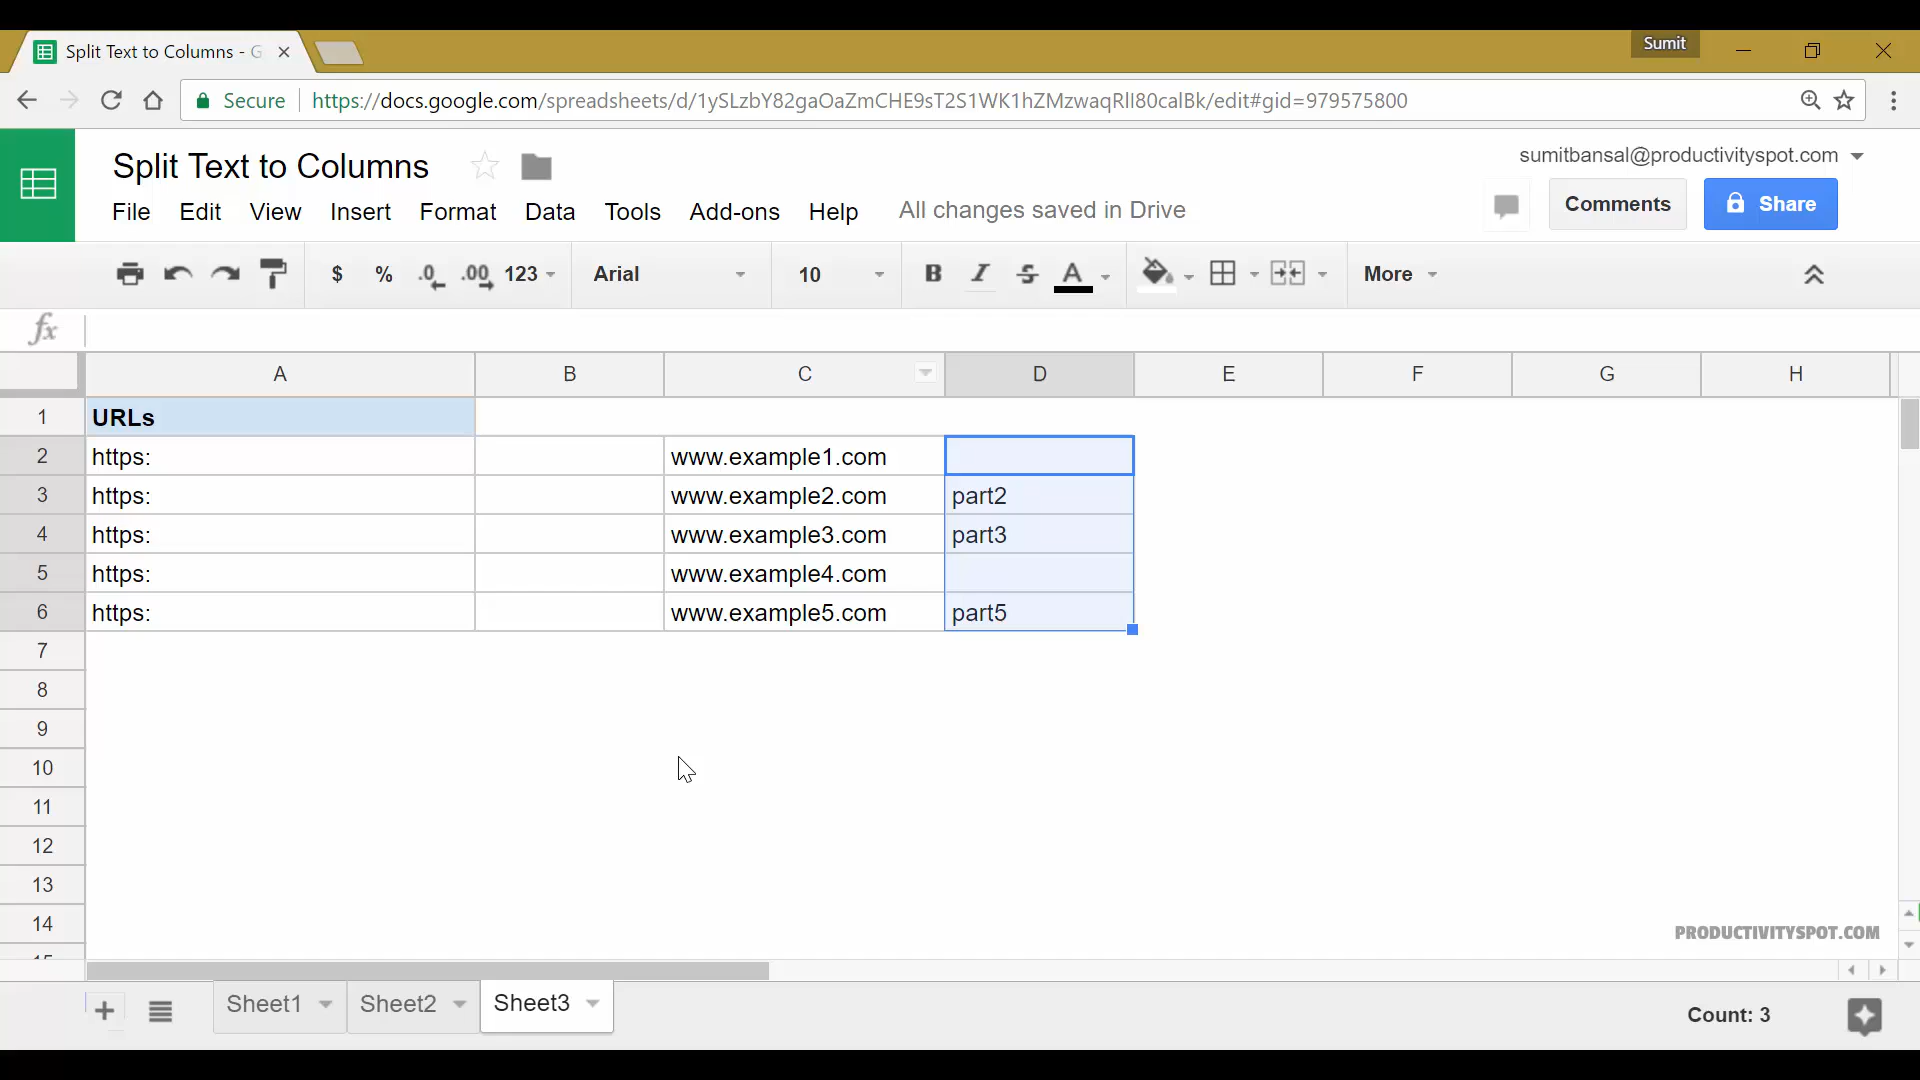 Split Text to Columns - G
Sumit
Secure
https://docs.google.com/spreadsheets/d/1ySLzbY82gaOaZmCHE9sT2S1WK1hZMzwaqRlI80calBk/edit#gid=979575800
Split Text to Columns
sumitbansal@productivityspot.com
File Edit View Insert Format Data Tools Add-ons Help All changes saved in Drive
Comments Share
$ % .0 .00 123 Arial 10 B I S A More
fx
A B C D E F G H
1 URLs
2 https: www.example1.com
3 https: www.example2.com part2
4 https: www.example3.com part3
5 https: www.example4.com
6 https: www.example5.com part5
7
8
9
10
11
12
13
14
15
PRODUCTIVITYSPOT.COM
Sheet1 Sheet2 Sheet3 Count: 3